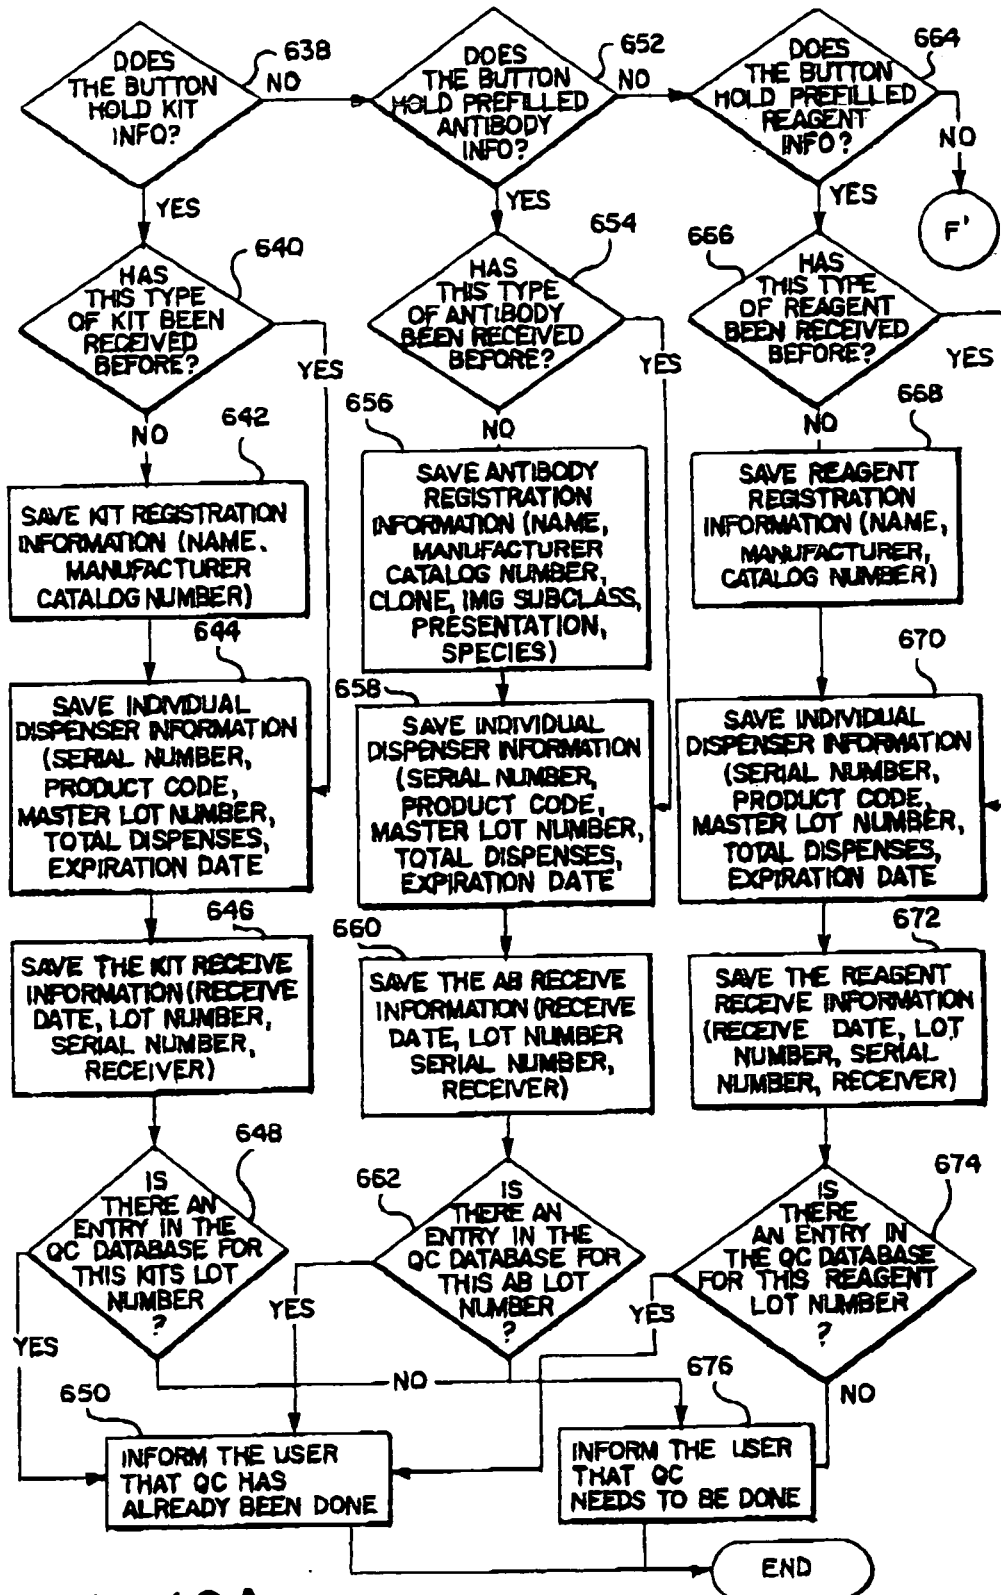 DOES
THE BUTTON
HOLD KIT
INFO?
638
NO
DOES
THE BUTTON
HOLD PREFILLED
ANTIBODY
INFO?
652
NO
DOES
THE BUTTON
HOLD PREFILLED
REAGENT
INFO?
664
NO
F'
YES
YES
YES
HAS
THIS TYPE
OF KIT BEEN
RECEIVED
BEFORE?
640
YES
HAS
THIS TYPE
OF ANTIBODY
BEEN RECEIVED
BEFORE?
654
YES
HAS
THIS TYPE
OF REAGENT
BEEN RECEIVED
BEFORE?
666
YES
NO
642
NO
656
NO
668
SAVE KIT REGISTRATION
INFORMATION (NAME.
MANUFACTURER
CATALOG NUMBER)
SAVE ANTIBODY
REGISTRATION
INFORMATION (NAME,
MANUFACTURER
CATALOG NUMBER,
CLONE, IMG SUBCLASS,
PRESENTATION,
SPECIES)
SAVE REAGENT
REGISTRATION
INFORMATION (NAME,
MANUFACTURER,
CATALOG NUMBER)
644
SAVE INDIVIDUAL
DISPENSER INFORMATION
(SERIAL NUMBER,
PRODUCT CODE,
MASTER LOT NUMBER,
TOTAL DISPENSES,
EXPIRATION DATE
658
SAVE INDIVIDUAL
DISPENSER INFORMATION
(SERIAL NUMBER,
PRODUCT CODE,
MASTER LOT NUMBER,
TOTAL DISPENSES,
EXPIRATION DATE
670
SAVE INDIVIDUAL
DISPENSER INFORMATION
(SERIAL NUMBER,
PRODUCT CODE,
MASTER LOT NUMBER,
TOTAL DISPENSES,
EXPIRATION DATE
646
SAVE THE KIT RECEIVE
INFORMATION (RECEIVE
DATE, LOT NUMBER,
SERIAL NUMBER,
RECEIVER)
660
SAVE THE AB RECEIVE
INFORMATION (RECEIVE
DATE, LOT NUMBER
SERIAL NUMBER,
RECEIVER)
672
SAVE THE REAGENT
RECEIVE INFORMATION
(RECEIVE DATE, LOT
NUMBER, SERIAL
NUMBER, RECEIVER)
648
IS
THERE AN
ENTRY IN THE
QC DATABASE FOR
THIS KITS LOT
NUMBER
?
662
IS
THERE AN
ENTRY IN THE
QC DATABASE FOR
THIS AB LOT
NUMBER
?
674
IS
THERE
AN ENTRY IN
THE QC DATABASE
FOR THIS REAGENT
LOT NUMBER
?
YES
YES
YES
NO
NO
650
INFORM THE USER
THAT QC HAS
ALREADY BEEN DONE
676
INFORM THE USER
THAT QC
NEEDS TO BE DONE
END